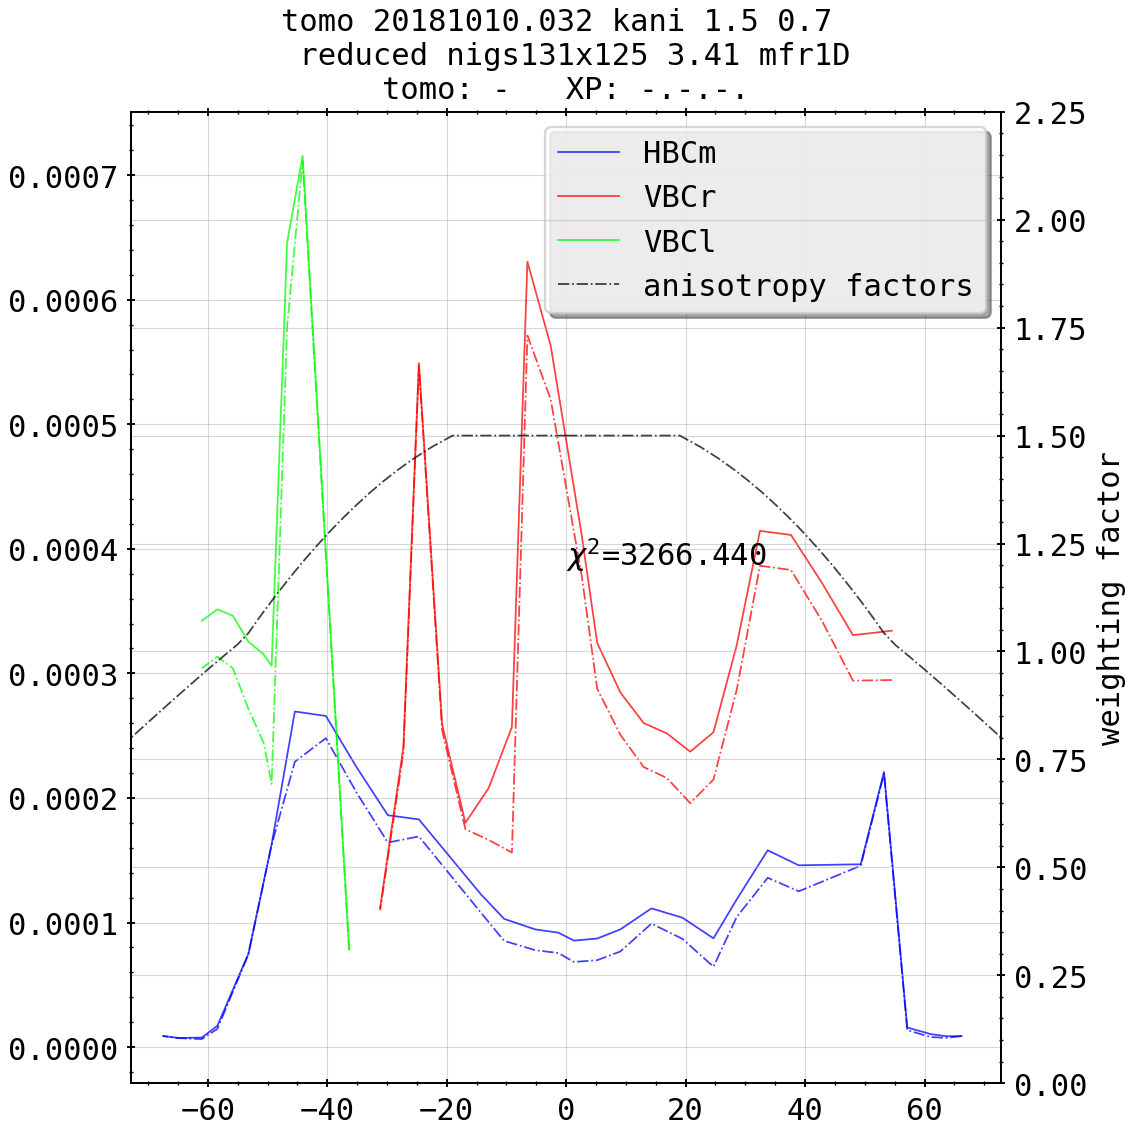 tomo 20181010.032 kani 1.5 0.7
reduced nigs131x125 3.41 mfr1D
tomo: -   XP: -.-.-.
HBCm
VBCr
VBCl
anisotropy factors
χ²=3266.440
0.0007
0.0006
0.0005
0.0004
0.0003
0.0002
0.0001
0.0000
2.25
2.00
1.75
1.50
1.25
1.00
0.75
0.50
0.25
0.00
weighting factor
−60 −40 −20 0 20 40 60